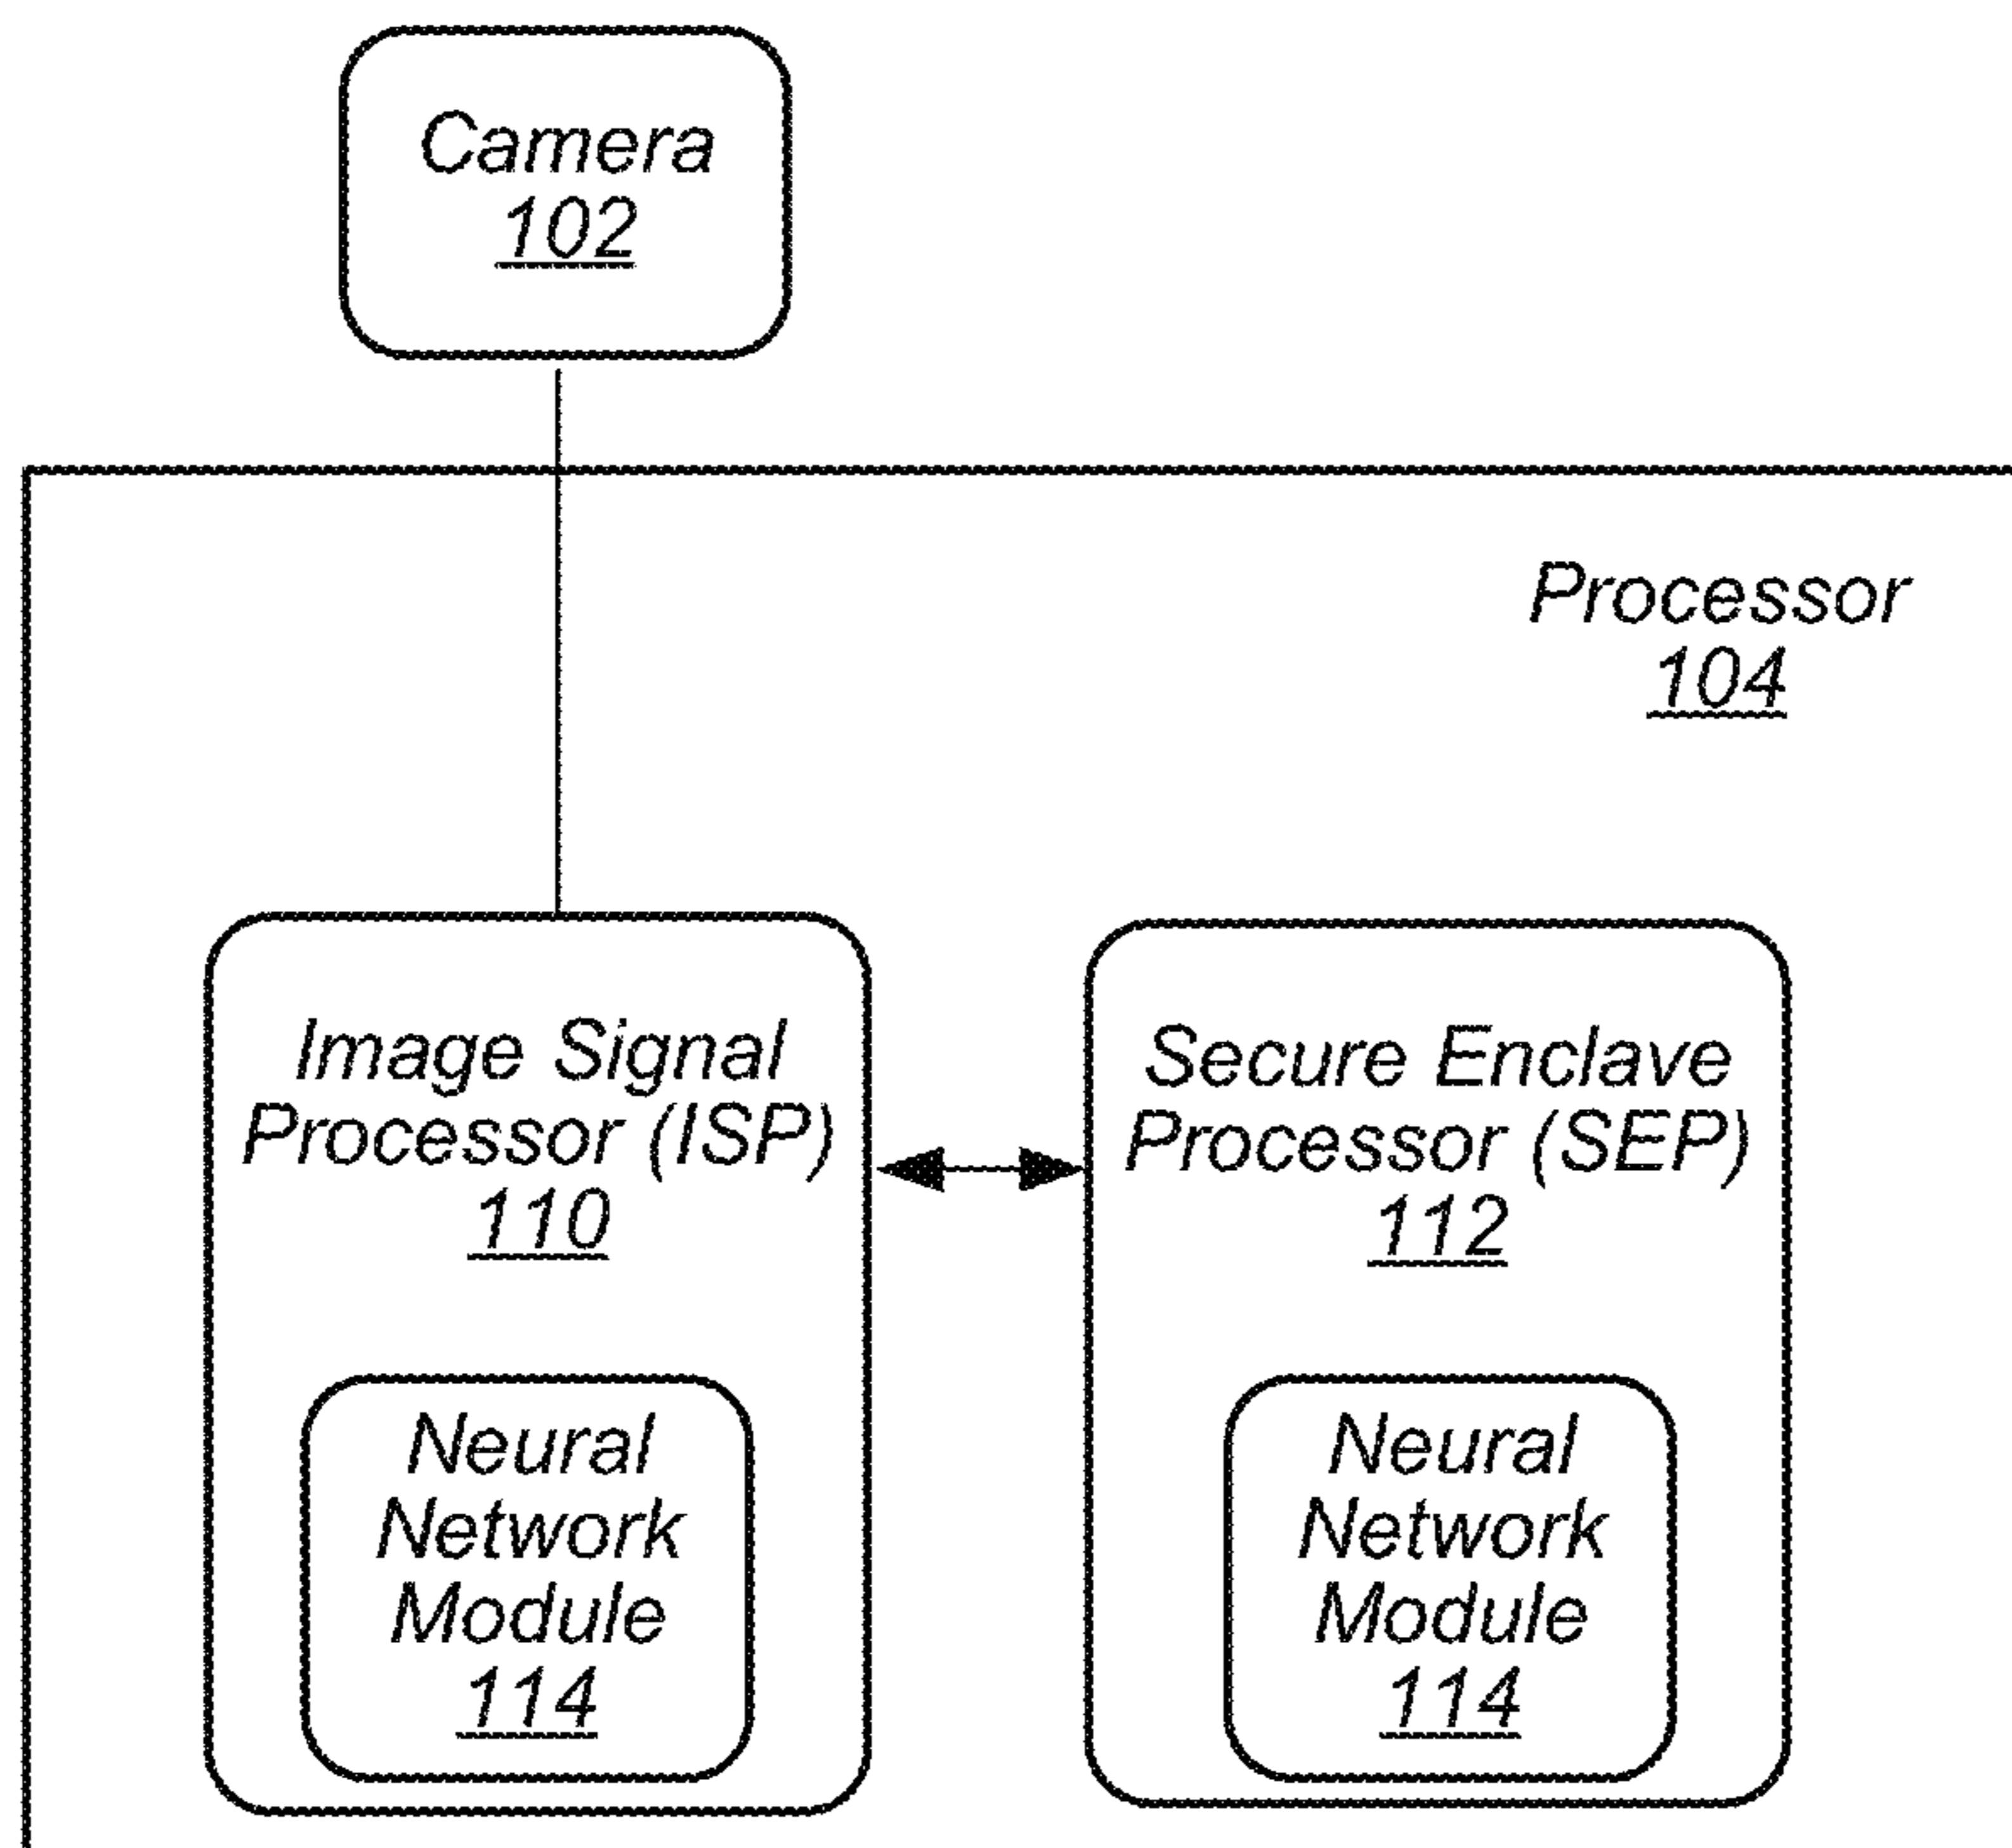 Camera
102
Processor
104
Image Signal
Processor (ISP)
110
Neural
Network
Module
114
Secure Enclave
Processor (SEP)
112
Neural
Network
Module
114